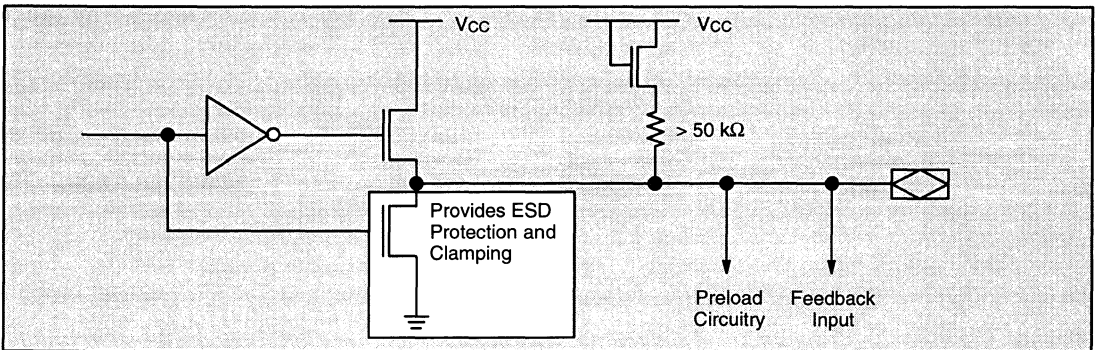 Vcc
Vcc
> 50 kΩ
Provides ESD
Protection and
Clamping
Preload
Circuitry
Feedback
Input